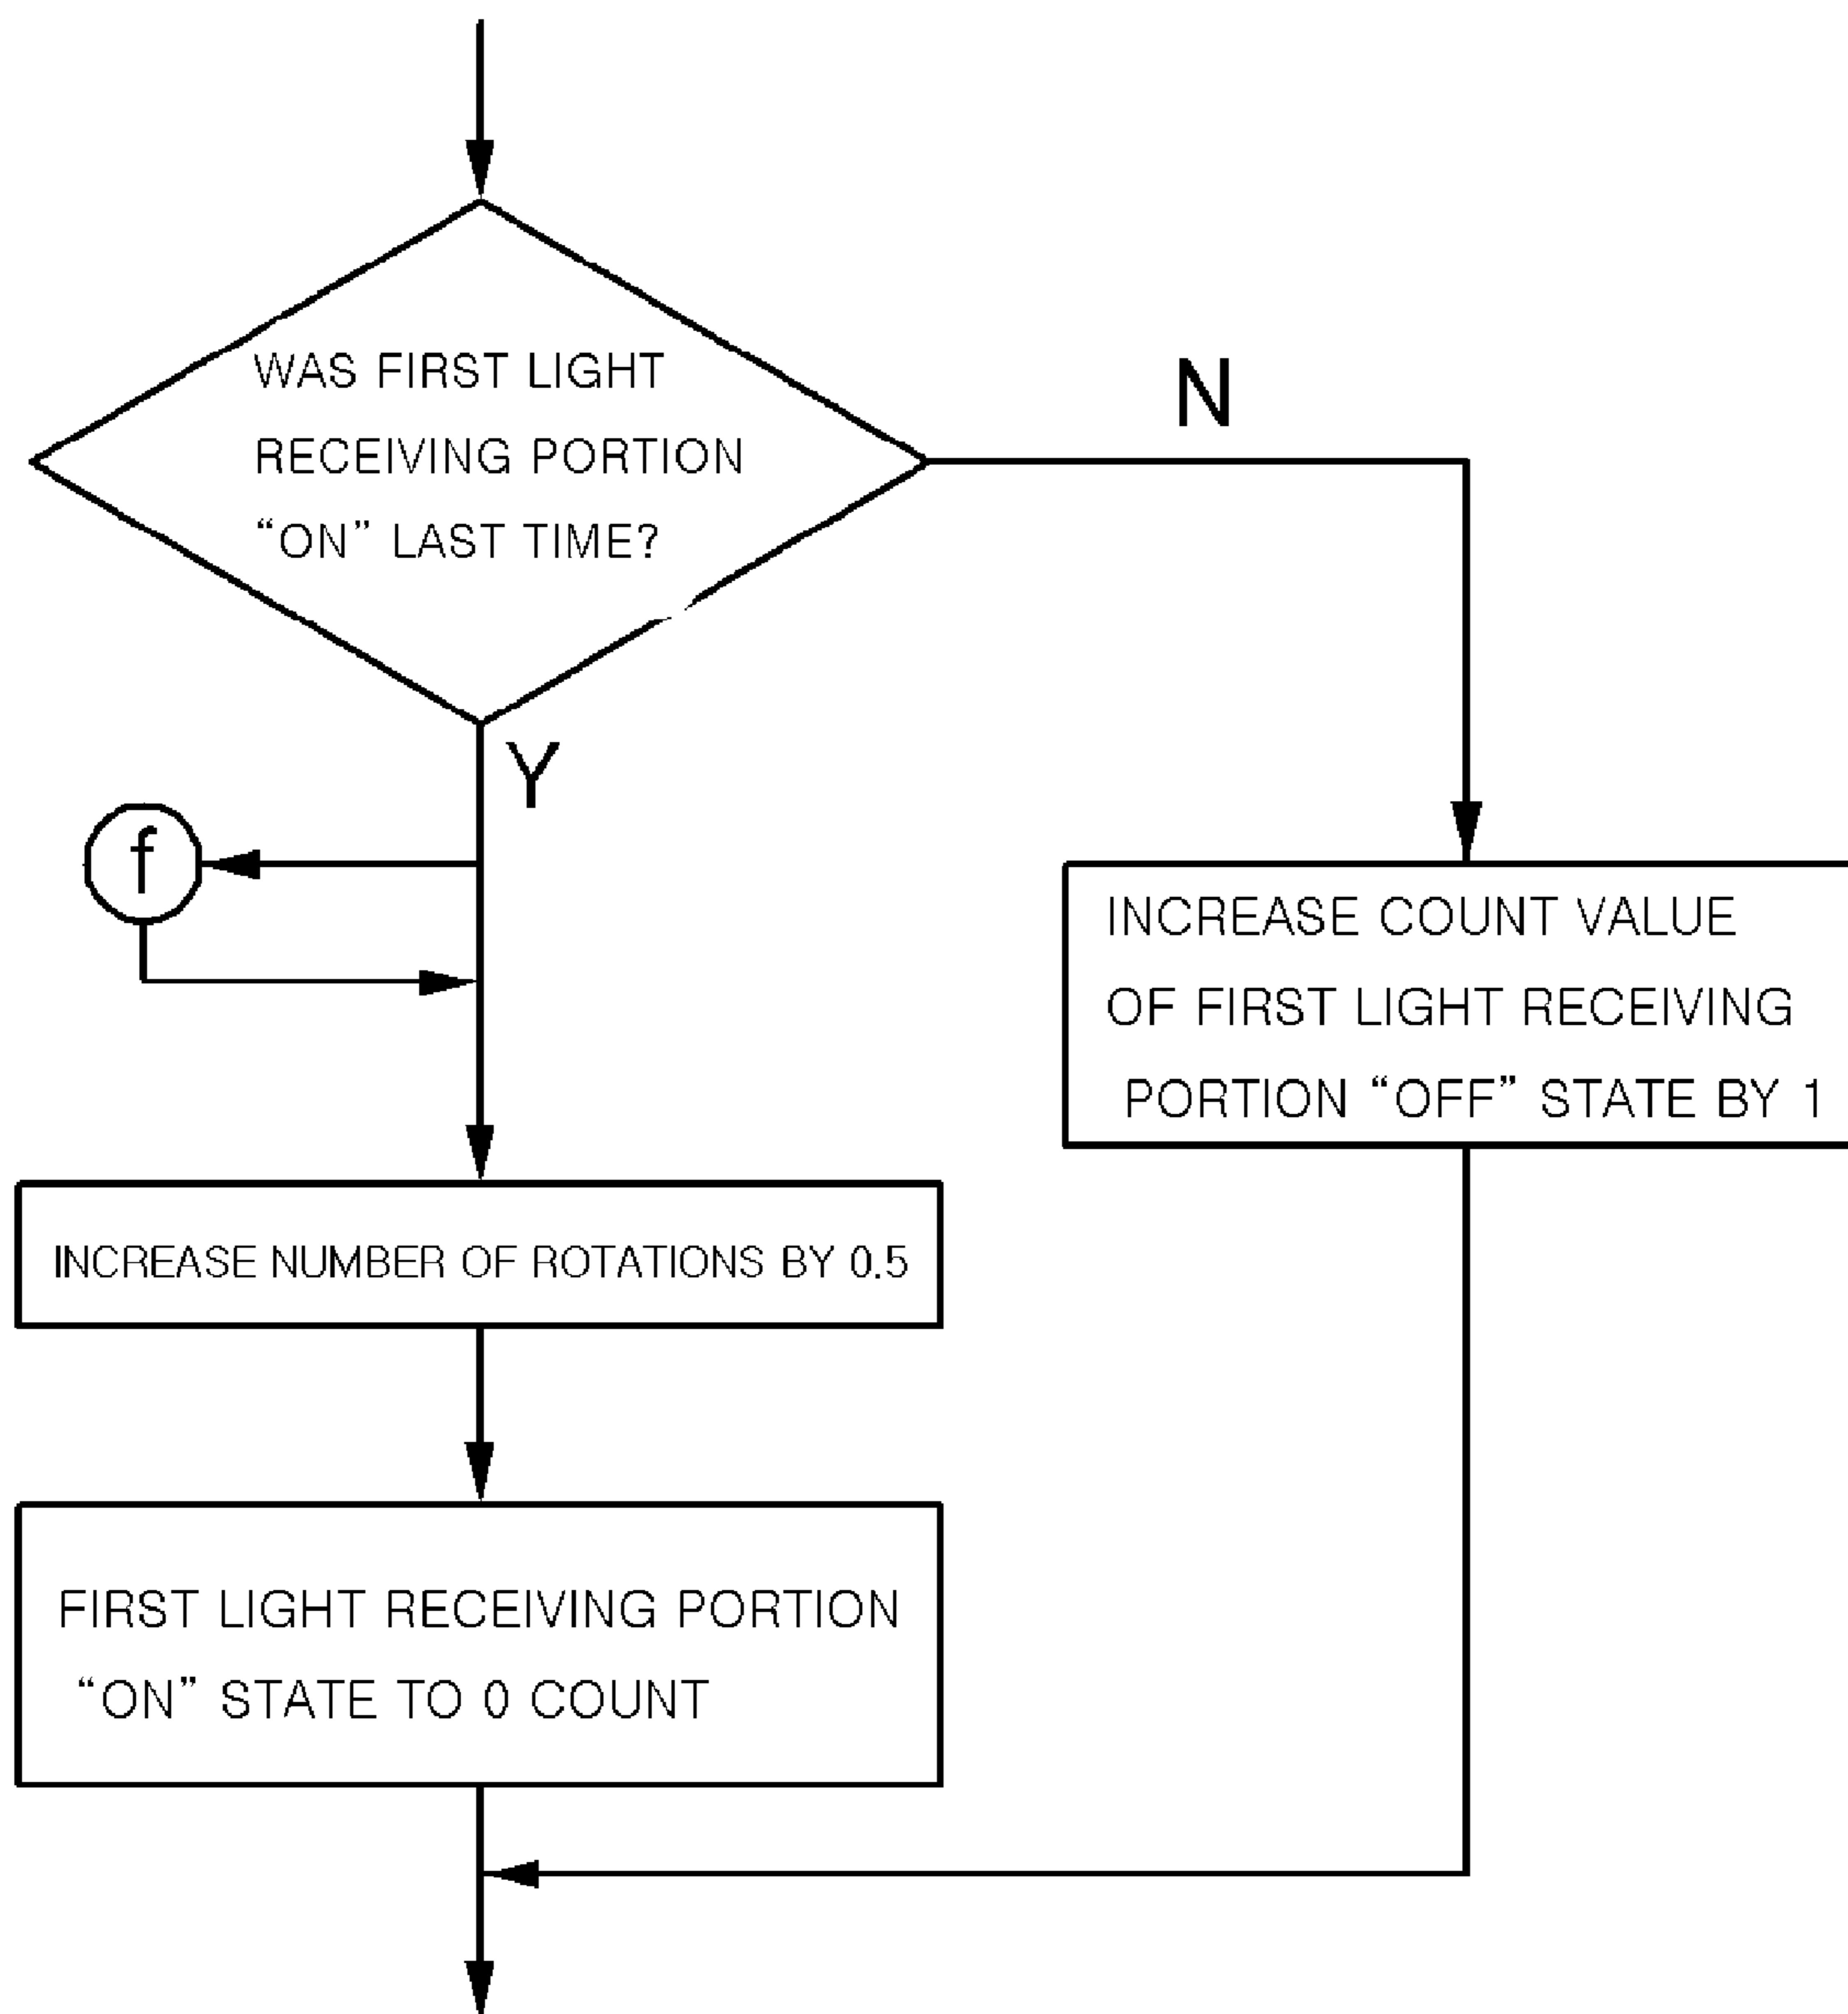 WAS FIRST LIGHT
RECEIVING PORTION
“ON” LAST TIME?
N
Y
f
INCREASE COUNT VALUE
OF FIRST LIGHT RECEIVING
PORTION “OFF” STATE BY 1
INCREASE NUMBER OF ROTATIONS BY 0.5
FIRST LIGHT RECEIVING PORTION
“ON” STATE TO 0 COUNT